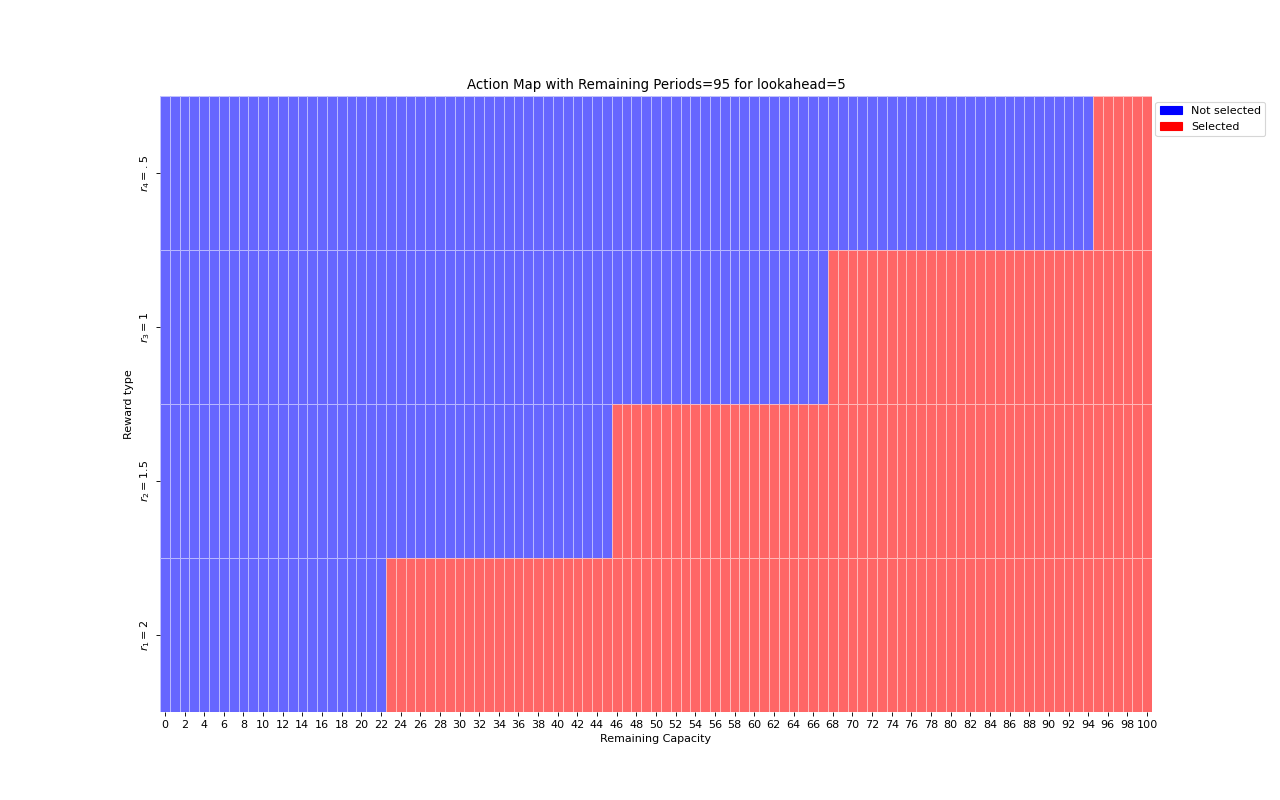 Action Map with Remaining Periods=95 for lookahead=5
Not selected
Selected
Reward type
r₄ = .5
r₃ = 1
r₂ = 1.5
r₁ = 2
0 2 4 6 8 10 12 14 16 18 20 22 24 26 28 30 32 34 36 38 40 42 44 46 48 50 52 54 56 58 60 62 64 66 68 70 72 74 76 78 80 82 84 86 88 90 92 94 96 98 100
Remaining Capacity